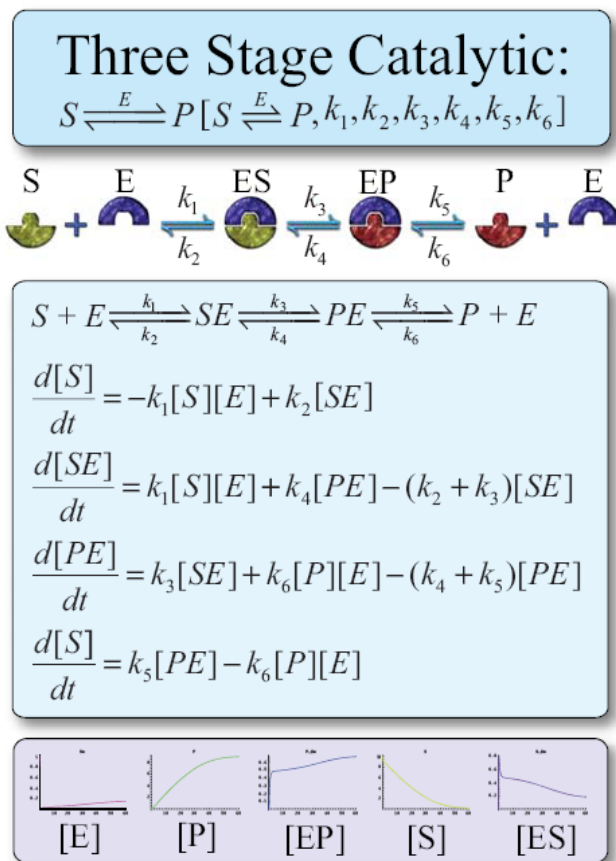 Three Stage Catalytic:
S ⇌ᴱ P [S ⇌ᴱ P, k₁, k₂, k₃, k₄, k₅, k₆]
S + E k₁ k₂ ES k₃ k₄ EP k₅ k₆ P + E
S + E ⇌ k₁ k₂ SE ⇌ k₃ k₄ PE ⇌ k₅ k₆ P + E
d[S]/dt = -k₁[S][E] + k₂[SE]
d[SE]/dt = k₁[S][E] + k₄[PE] - (k₂ + k₃)[SE]
d[PE]/dt = k₃[SE] + k₆[P][E] - (k₄ + k₅)[PE]
d[S]/dt = k₅[PE] - k₆[P][E]
[E] [P] [EP] [S] [ES]